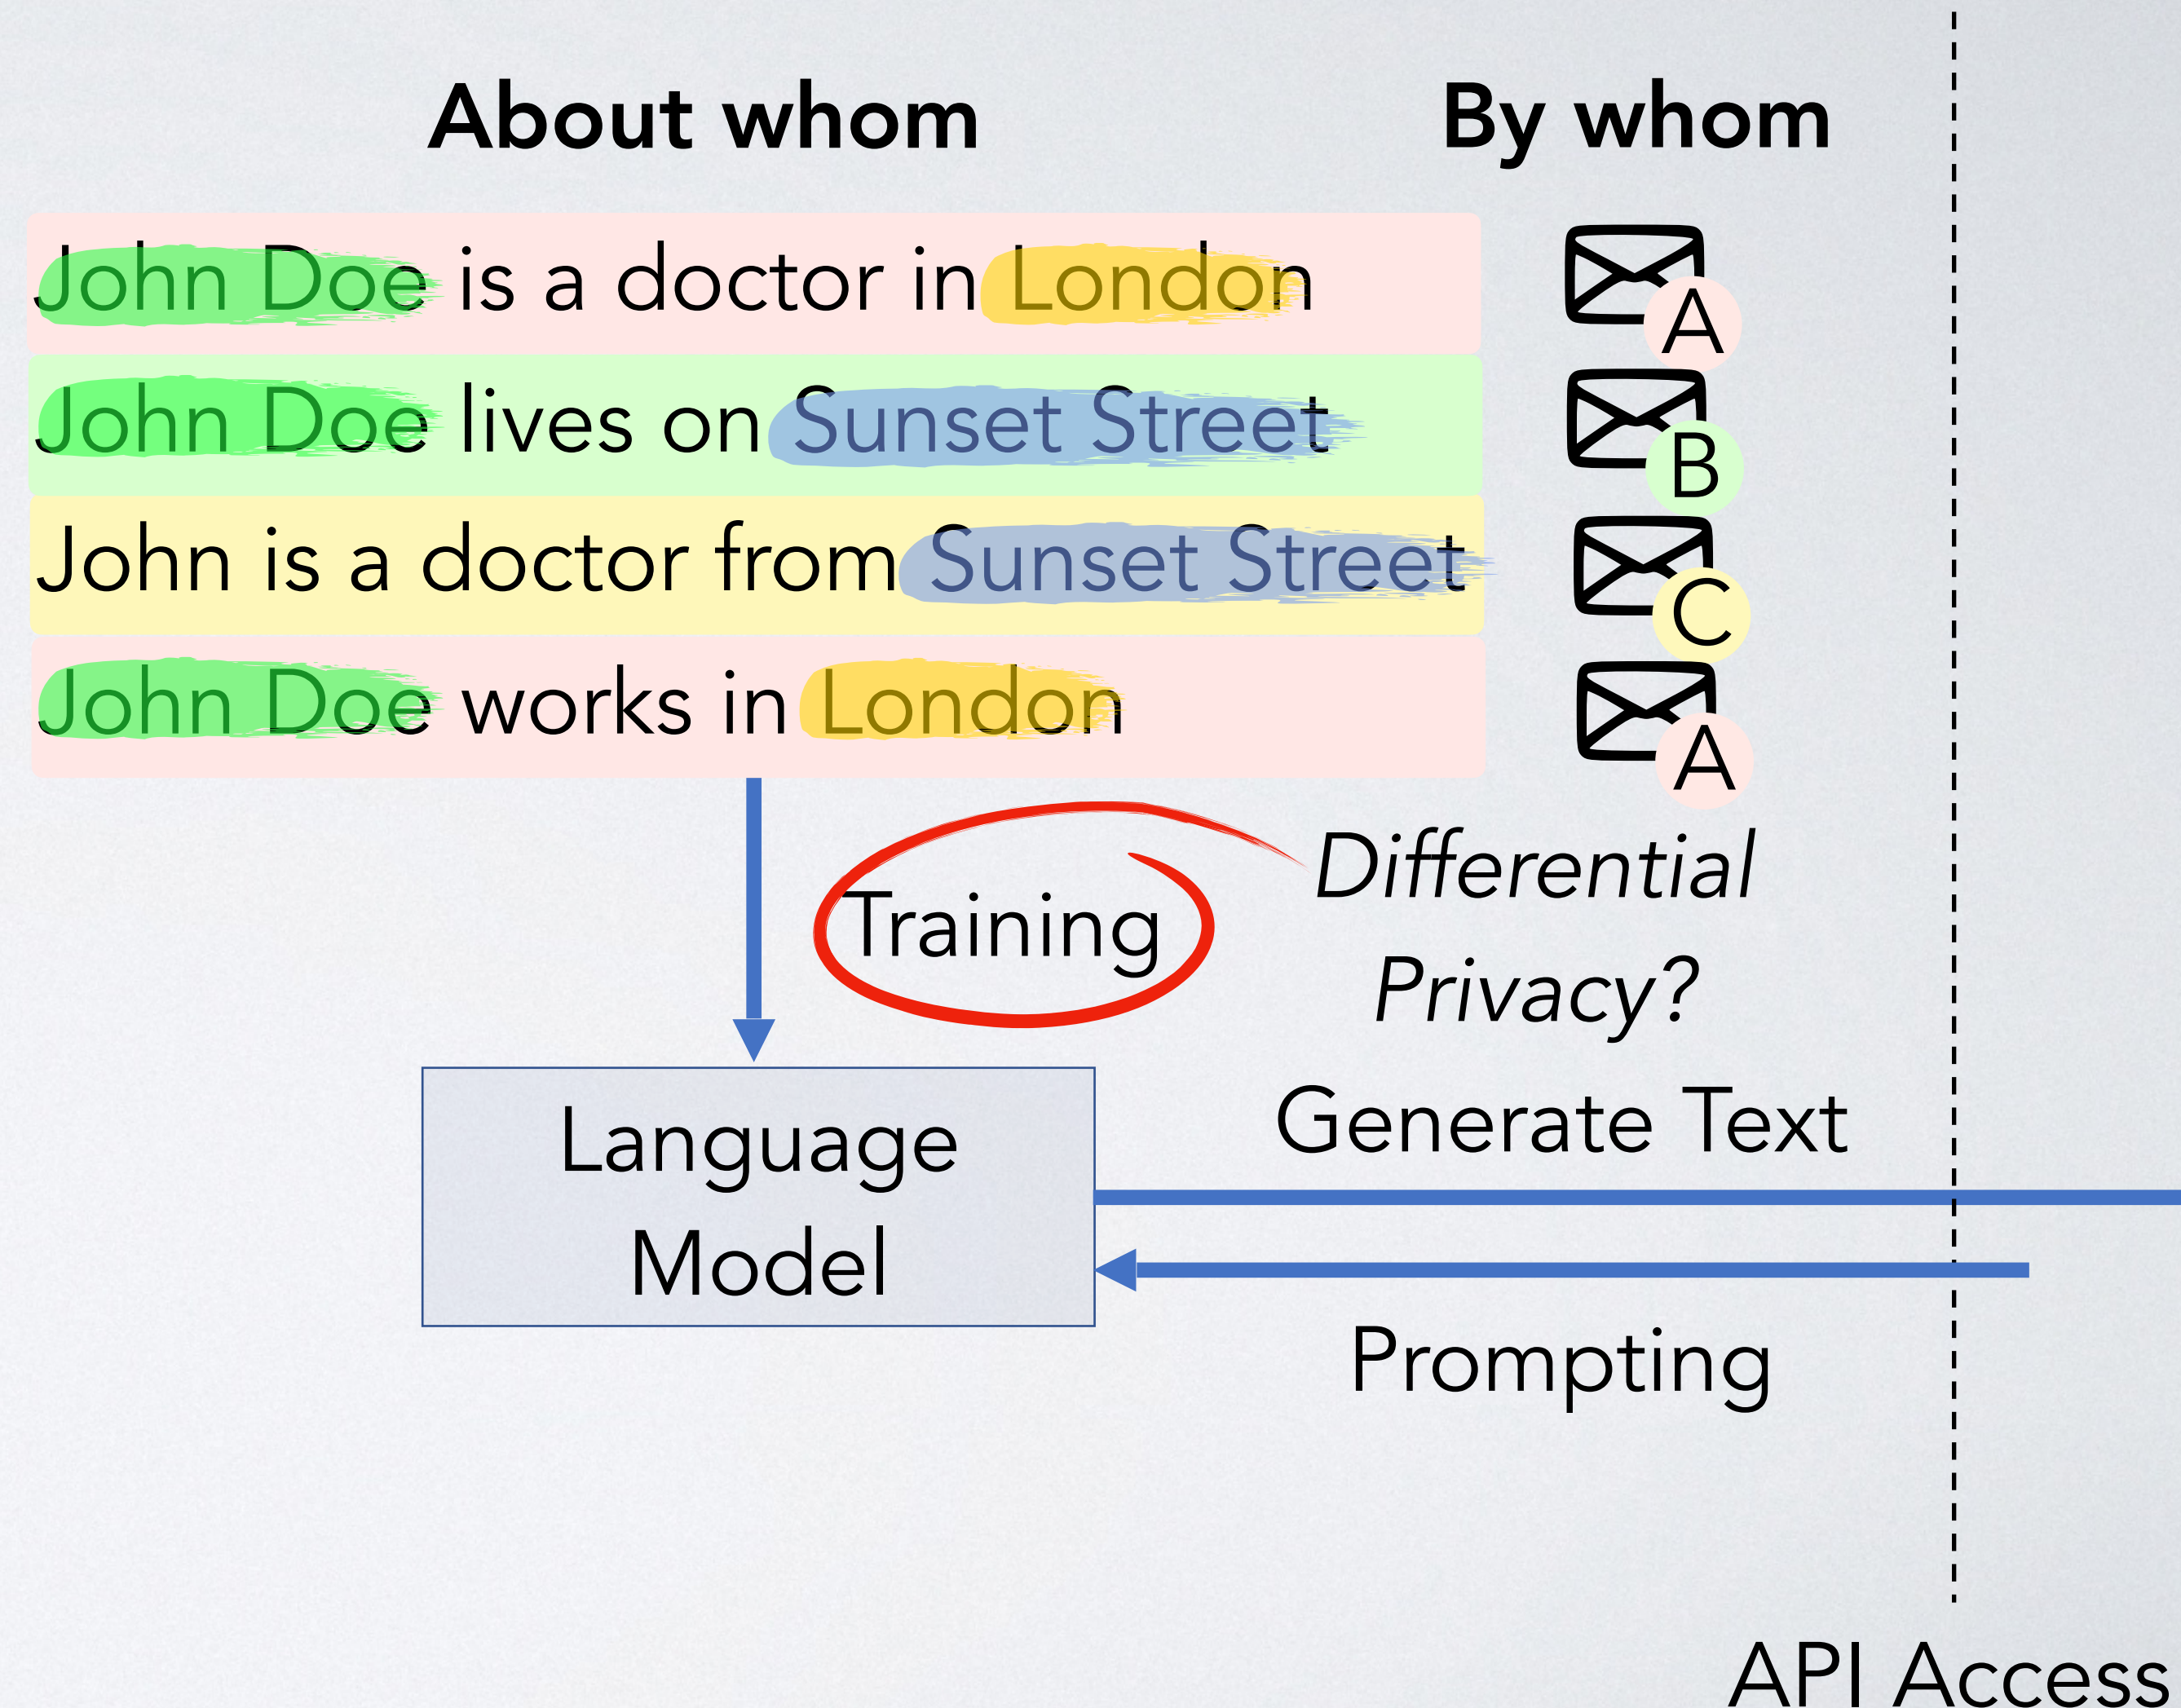 About whom
By whom
John Doe is a doctor in London
A
John Doe lives on Sunset Street
B
John is a doctor from Sunset Street
C
John Doe works in London
A
Training
Differential
Privacy?
Language
Model
Generate Text
Prompting
API Access